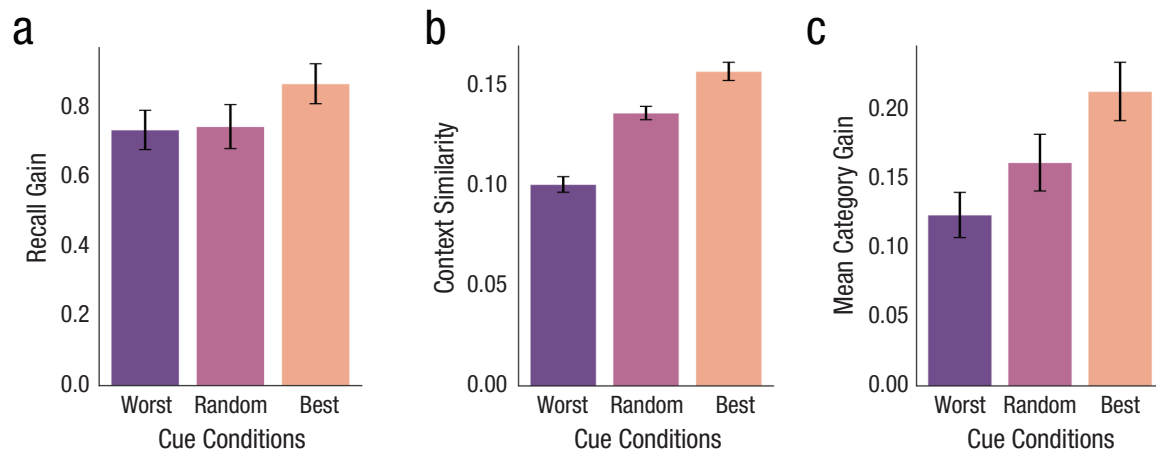 a
Recall Gain
0.8
0.6
0.4
0.2
0.0
Worst Random Best
Cue Conditions
b
Context Similarity
0.15
0.10
0.05
0.00
Worst Random Best
Cue Conditions
c
Mean Category Gain
0.20
0.15
0.10
0.05
0.00
Worst Random Best
Cue Conditions